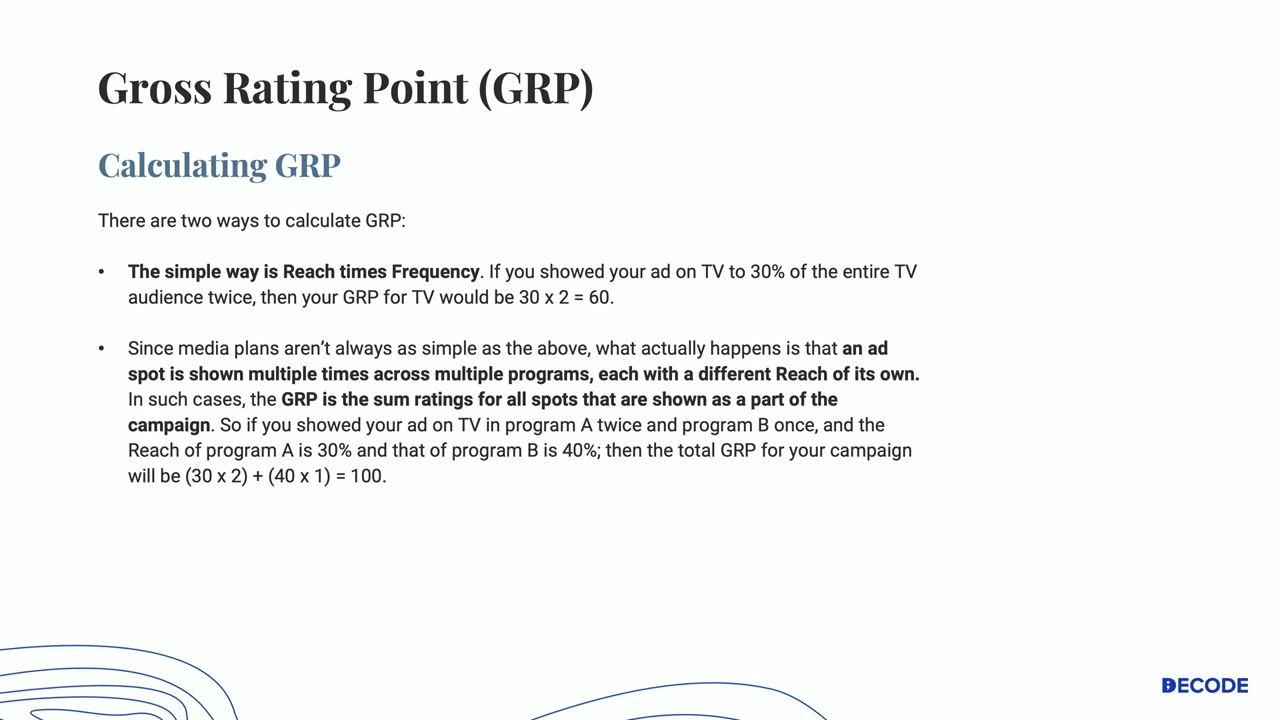 Gross Rating Point (GRP)
Calculating GRP
There are two ways to calculate GRP:
• The simple way is Reach times Frequency. If you showed your ad on TV to 30% of the entire TV
audience twice, then your GRP for TV would be 30 x 2 = 60.
• Since media plans aren’t always as simple as the above, what actually happens is that an ad
spot is shown multiple times across multiple programs, each with a different Reach of its own.
In such cases, the GRP is the sum ratings for all spots that are shown as a part of the
campaign. So if you showed your ad on TV in program A twice and program B once, and the
Reach of program A is 30% and that of program B is 40%; then the total GRP for your campaign
will be (30 x 2) + (40 x 1) = 100.
DECODE